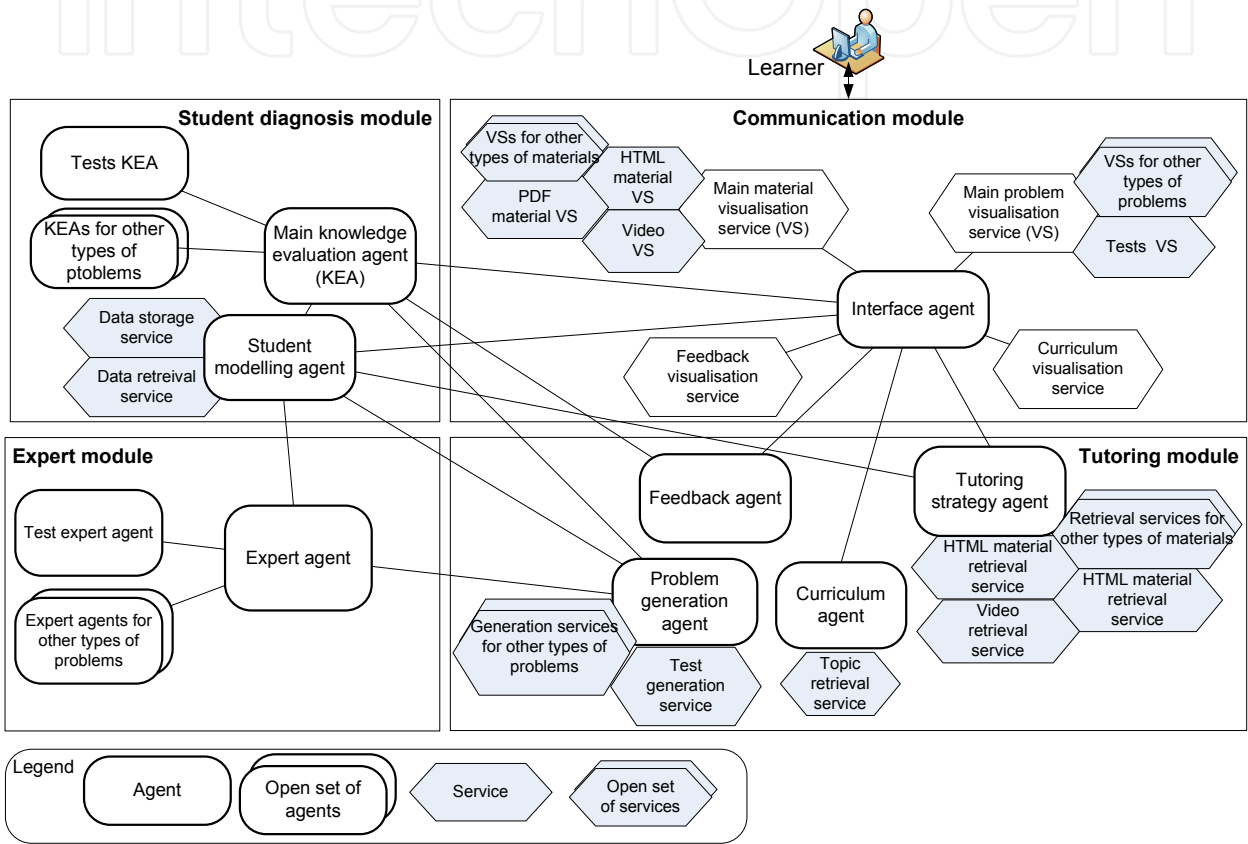 IntechOpen
Learner
Student diagnosis module
Tests KEA
KEAs for other
types of
ptoblems
Main knowledge
evaluation agent
(KEA)
Data storage
service
Data retreival
service
Student
modelling agent
Communication module
VSs for other
types of materials
HTML
material
VS
PDF
material VS
Video
VS
Main material
visualisation
service (VS)
Main problem
visualisation
service (VS)
VSs for other
types of
problems
Tests VS
Interface agent
Feedback
visualisation
service
Curriculum
visualisation
service
Expert module
Test expert agent
Expert agents for
other types of
problems
Expert agent
Tutoring module
Feedback agent
Tutoring
strategy agent
Retrieval services for
other types of materials
HTML material
retrieval
service
HTML material
retrieval
service
Video
retrieval
service
Problem
generation
agent
Generation services
for other types of
problems
Test
generation
service
Curriculum
agent
Topic
retrieval
service
Legend
Agent
Open set of
agents
Service
Open set
of services